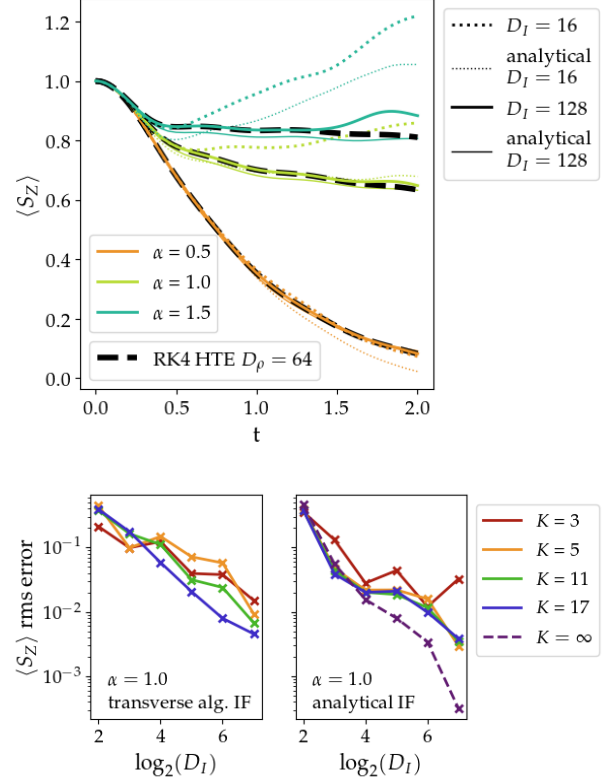 1.2
1.0
0.8
0.6
0.4
0.2
0.0
⟨S_Z⟩
α = 0.5
α = 1.0
α = 1.5
RK4 HTE D_ρ = 64
0.0 0.5 1.0 1.5 2.0
t
D_I = 16
analytical
D_I = 16
D_I = 128
analytical
D_I = 128
⟨S_Z⟩ rms error
10^−1
10^−2
10^−3
α = 1.0
transverse alg. IF
2 4 6
log_2(D_I)
α = 1.0
analytical IF
2 4 6
log_2(D_I)
K = 3
K = 5
K = 11
K = 17
K = ∞